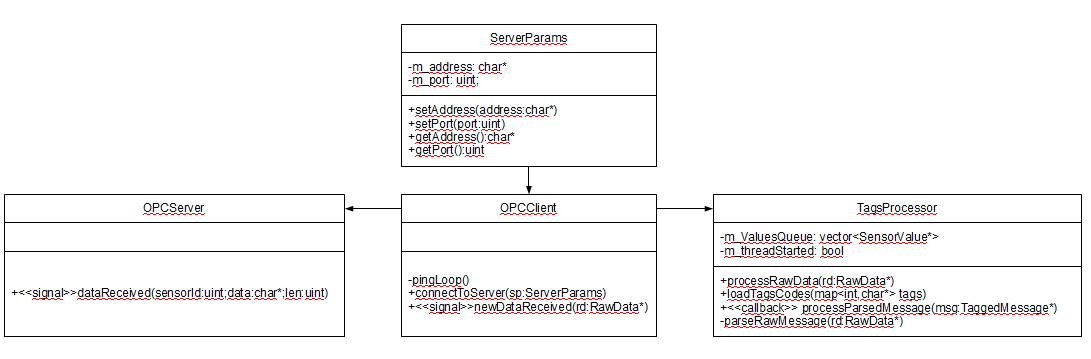 ServerParams
-m_address: char*
-m_port: uint;
+setAddress(address:char*)
+setPort(port:uint)
+getAddress():char*
+getPort():uint
OPCServer
+<<signal>>dataReceived(sensorId:uint;data:char*;len:uint)
OPCClient
-pingLoop()
+connectToServer(sp:ServerParams)
+<<signal>>newDataReceived(rd:RawData*)
TagsProcessor
-m_ValuesQueue: vector<SensorValue*>
-m_threadStarted: bool
+processRawData(rd:RawData*)
+loadTagsCodes(map<int,char*> tags)
+<<callback>> processParsedMessage(msg:TaggedMessage*)
-parseRawMessage(rd:RawData*)